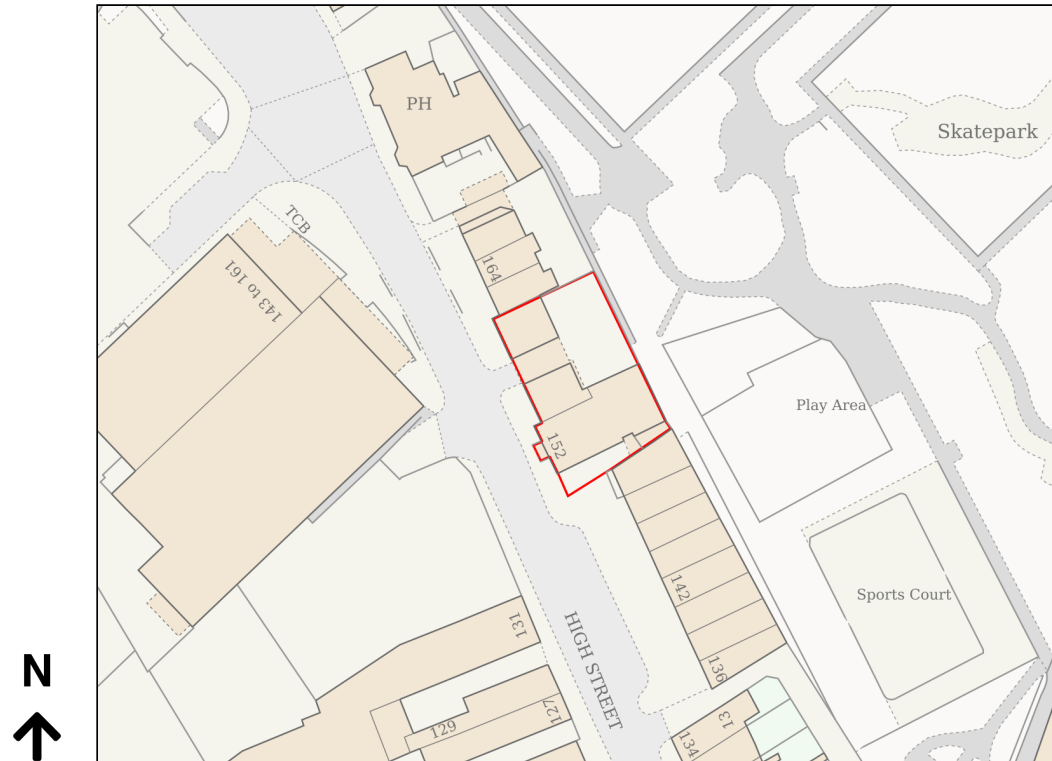 PH
Skatepark
TCB
164
143 to 161
Play Area
152
Sports Court
142
131
HIGH STREET
136
127
129
13
134
N